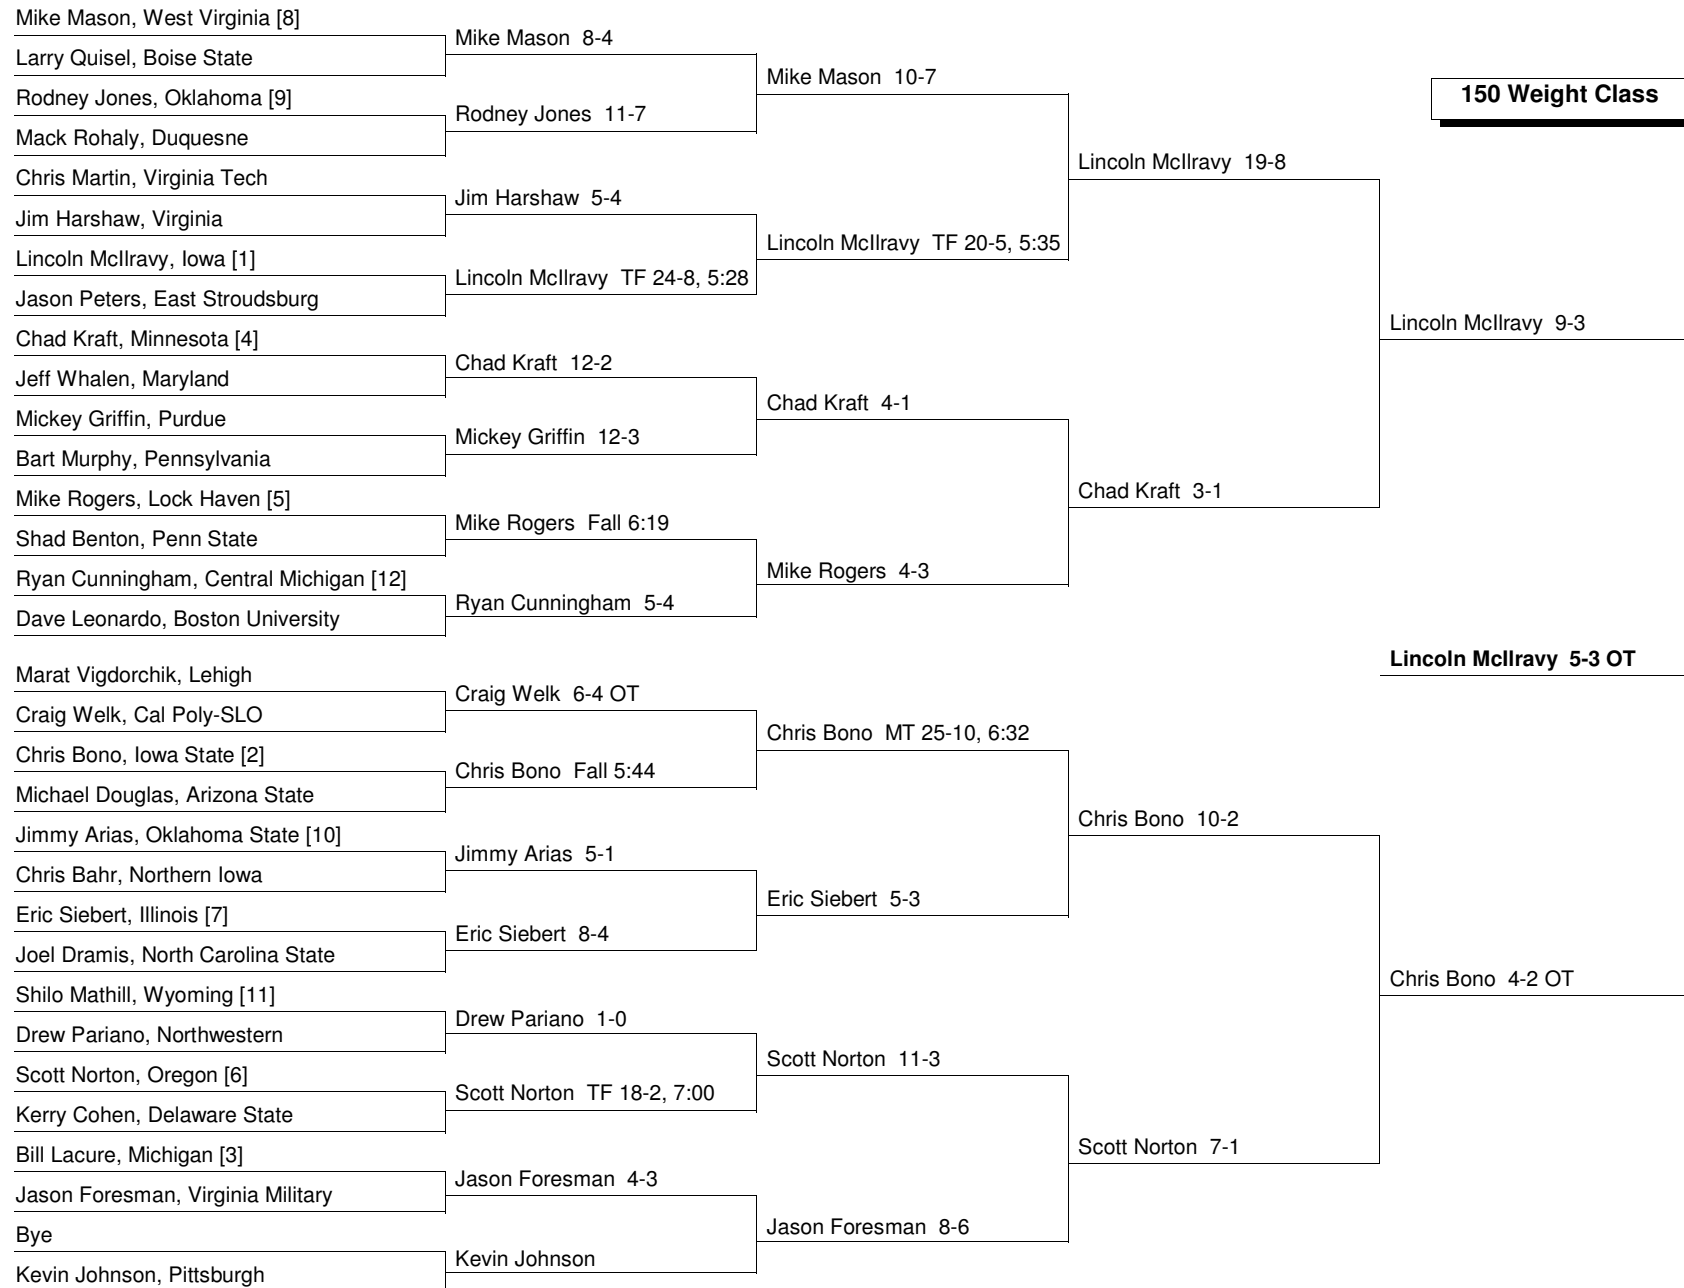 150 Weight Class
Mike Mason, West Virginia [8]
Larry Quisel, Boise State
Rodney Jones, Oklahoma [9]
Mack Rohaly, Duquesne
Chris Martin, Virginia Tech
Jim Harshaw, Virginia
Lincoln McIlravy, Iowa [1]
Jason Peters, East Stroudsburg
Chad Kraft, Minnesota [4]
Jeff Whalen, Maryland
Mickey Griffin, Purdue
Bart Murphy, Pennsylvania
Mike Rogers, Lock Haven [5]
Shad Benton, Penn State
Ryan Cunningham, Central Michigan [12]
Dave Leonardo, Boston University
Marat Vigdorchik, Lehigh
Craig Welk, Cal Poly-SLO
Chris Bono, Iowa State [2]
Michael Douglas, Arizona State
Jimmy Arias, Oklahoma State [10]
Chris Bahr, Northern Iowa
Eric Siebert, Illinois [7]
Joel Dramis, North Carolina State
Shilo Mathill, Wyoming [11]
Drew Pariano, Northwestern
Scott Norton, Oregon [6]
Kerry Cohen, Delaware State
Bill Lacure, Michigan [3]
Jason Foresman, Virginia Military
Bye
Kevin Johnson, Pittsburgh
Mike Mason 8-4
Rodney Jones 11-7
Jim Harshaw 5-4
Lincoln McIlravy TF 24-8, 5:28
Chad Kraft 12-2
Mickey Griffin 12-3
Mike Rogers Fall 6:19
Ryan Cunningham 5-4
Craig Welk 6-4 OT
Chris Bono Fall 5:44
Jimmy Arias 5-1
Eric Siebert 8-4
Drew Pariano 1-0
Scott Norton TF 18-2, 7:00
Jason Foresman 4-3
Kevin Johnson
Mike Mason 10-7
Lincoln McIlravy TF 20-5, 5:35
Chad Kraft 4-1
Mike Rogers 4-3
Chris Bono MT 25-10, 6:32
Eric Siebert 5-3
Scott Norton 11-3
Jason Foresman 8-6
Lincoln McIlravy 19-8
Chad Kraft 3-1
Chris Bono 10-2
Scott Norton 7-1
Lincoln McIlravy 9-3
Chris Bono 4-2 OT
Lincoln McIlravy 5-3 OT